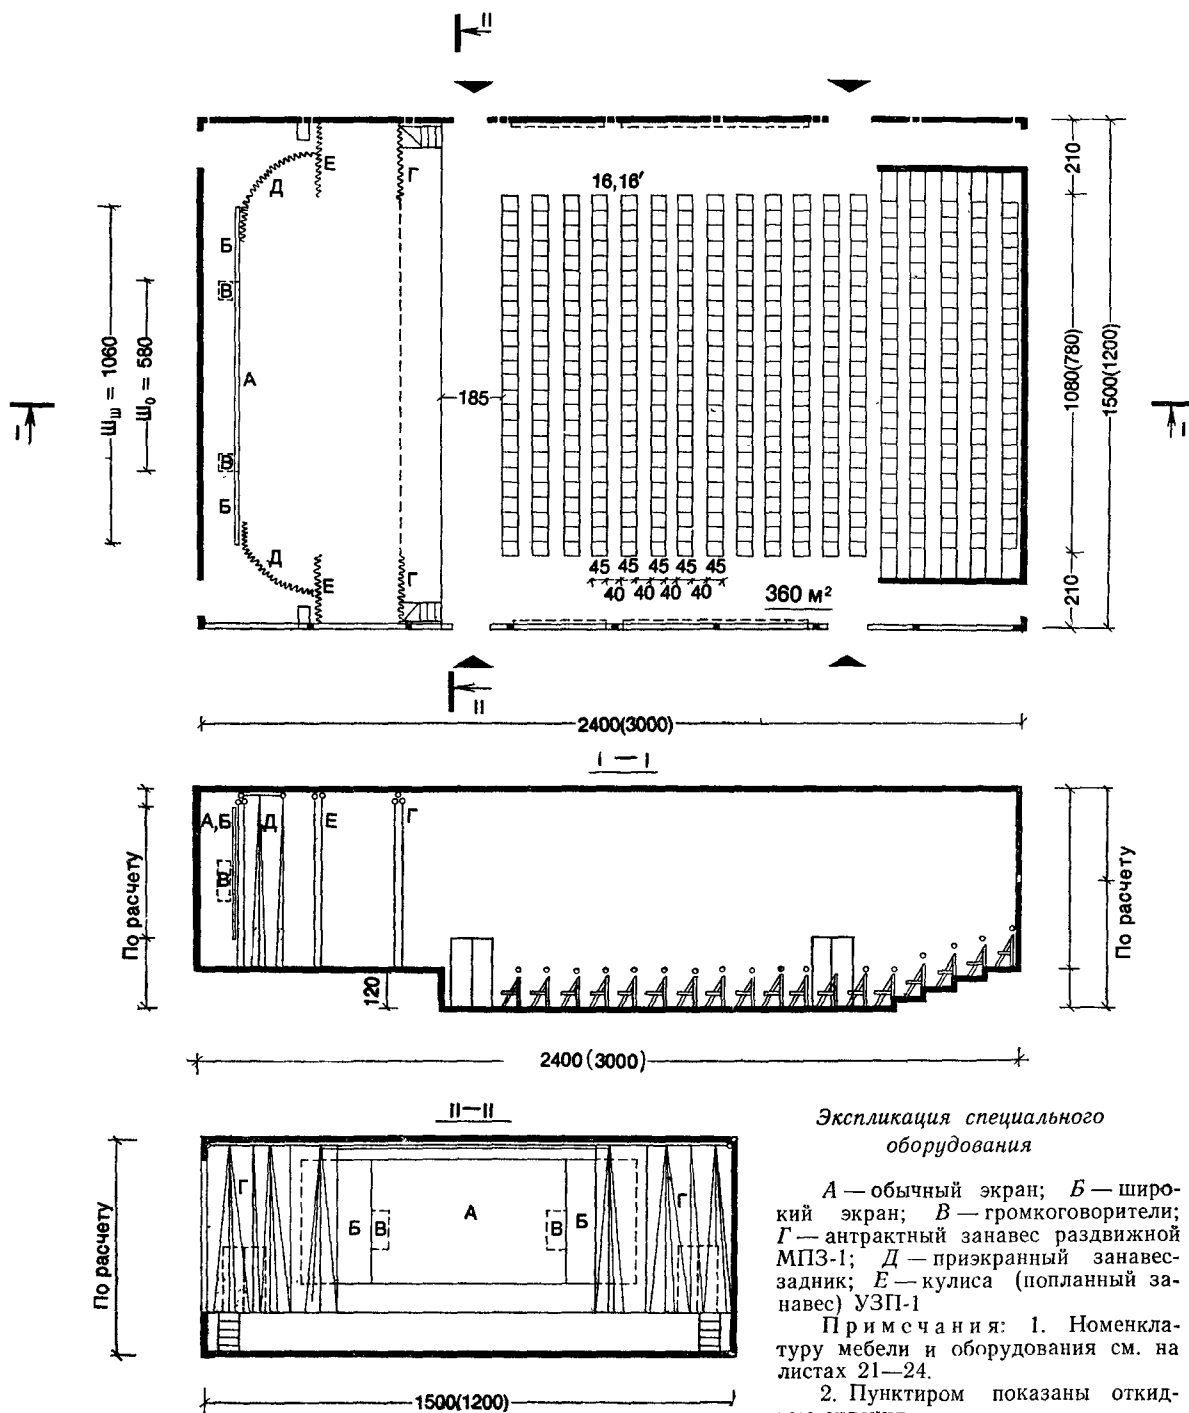 II
16,16′
Е
Г
Д
210
Б
В
Шш = 1060
Шо = 580
А
185
1080(780)
1500(1200)
I
I
В
Б
Д
Е
Г
45 45 45 45 45
40 40 40 40
360 м²
210
II
2400(3000)
I — I
А,Б
Д
Е
Г
В
По расчету
По расчету
120
2400 (3000)
II—II
Г
Б
В
А
В
Б
Г
По расчету
1500(1200)
Экспликация специального
оборудования
А — обычный экран; Б — широ-
кий экран; В — громкоговорители;
Г — антрактный занавес раздвижной
МПЗ-1; Д — приэкранный занавес-
задник; Е — кулиса (попланный за-
навес) УЗП-1
Примечания: 1. Номенкла-
туру мебели и оборудования см. на
листах 21—24.
2. Пунктиром показаны откид-